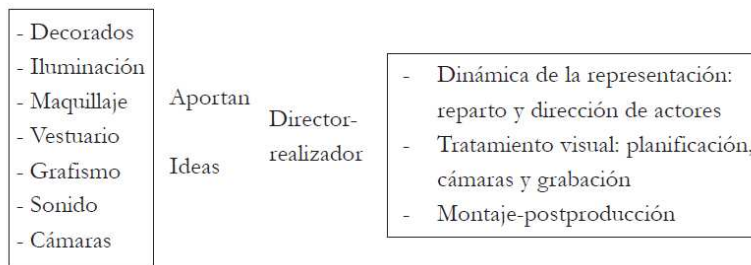 - Decorados
- Iluminación
- Maquillaje
- Vestuario
- Grafismo
- Sonido
- Cámaras
Aportan
Ideas
Director-
realizador
- Dinámica de la representación:
reparto y dirección de actores
- Tratamiento visual: planificación,
cámaras y grabación
- Montaje-postproducción